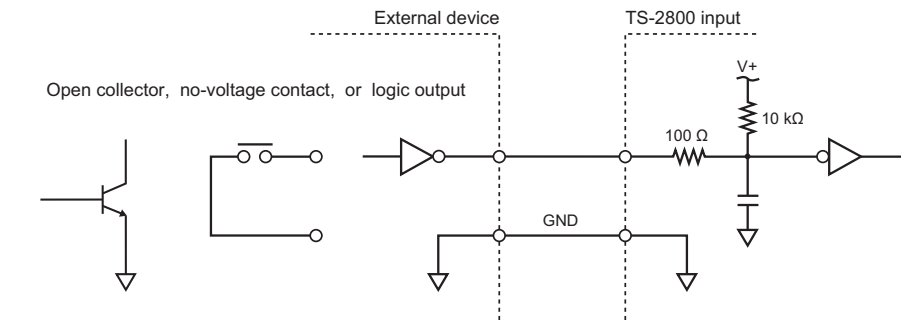 External device
TS-2800 input
Open collector, no-voltage contact, or logic output
V+
10 kΩ
100 Ω
GND